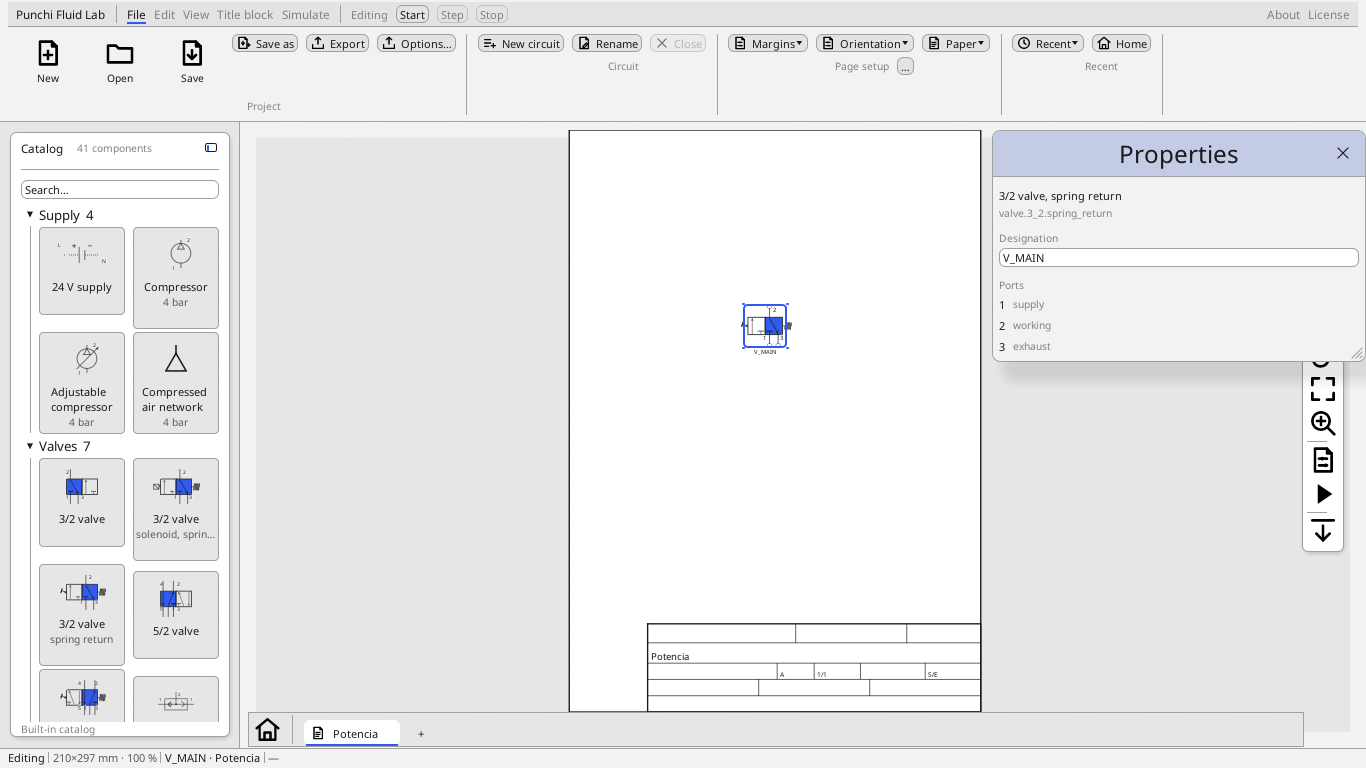 Punchi Fluid Lab File Edit View Title block Simulate Editing Start Step Stop About License
New Open Save Save as Export Options... New circuit Rename Close Margins Orientation Paper Recent Home
Project Circuit Page setup ... Recent
Catalog 41 components
Search...
Supply 4
24 V supply
Compressor
4 bar
Adjustable compressor
4 bar
Compressed air network
4 bar
Valves 7
3/2 valve
3/2 valve
solenoid, sprin...
3/2 valve
spring return
5/2 valve
Built-in catalog
V_MAIN
Potencia
A 1/1 S/E
Properties
3/2 valve, spring return
valve.3_2.spring_return
Designation
V_MAIN
Ports
1 supply
2 working
3 exhaust
Potencia +
Editing 210×297 mm · 100 % V_MAIN · Potencia —